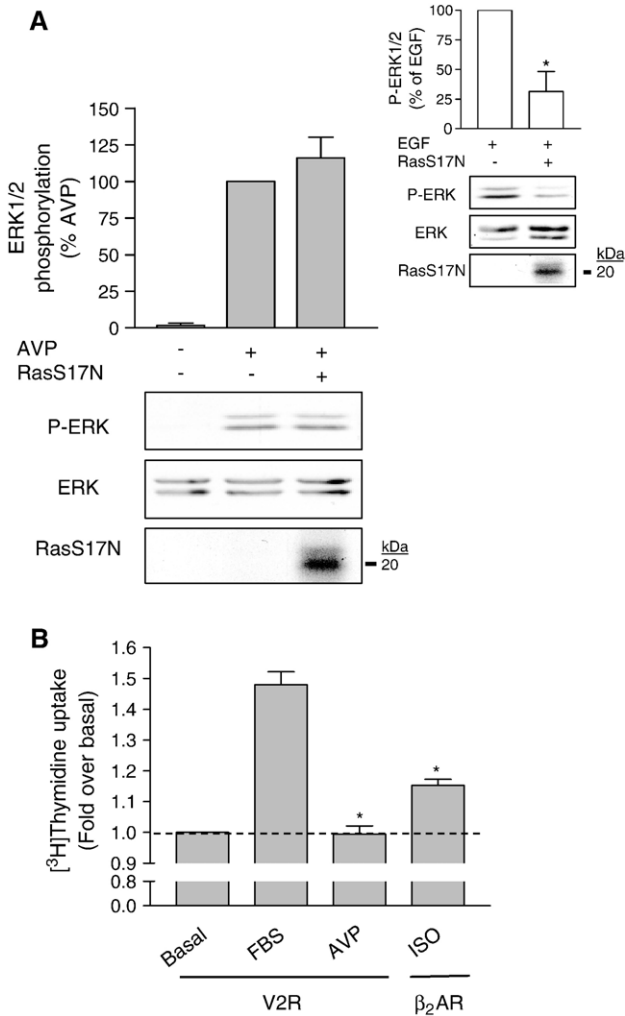 A
ERK1/2
phosphorylation
(% AVP)
150
125
100
75
50
25
0
AVP - + +
RasS17N - - +
P-ERK
ERK
RasS17N
kDa
20
P-ERK1/2
(% of EGF)
100
75
50
25
0
*
EGF + +
RasS17N - +
P-ERK
ERK
RasS17N
kDa
20
B
[³H]Thymidine uptake
(Fold over basal)
1.6
1.5
1.4
1.3
1.2
1.1
1.0
0.9
0.8
0.0
*
*
Basal FBS AVP ISO
V2R β₂AR